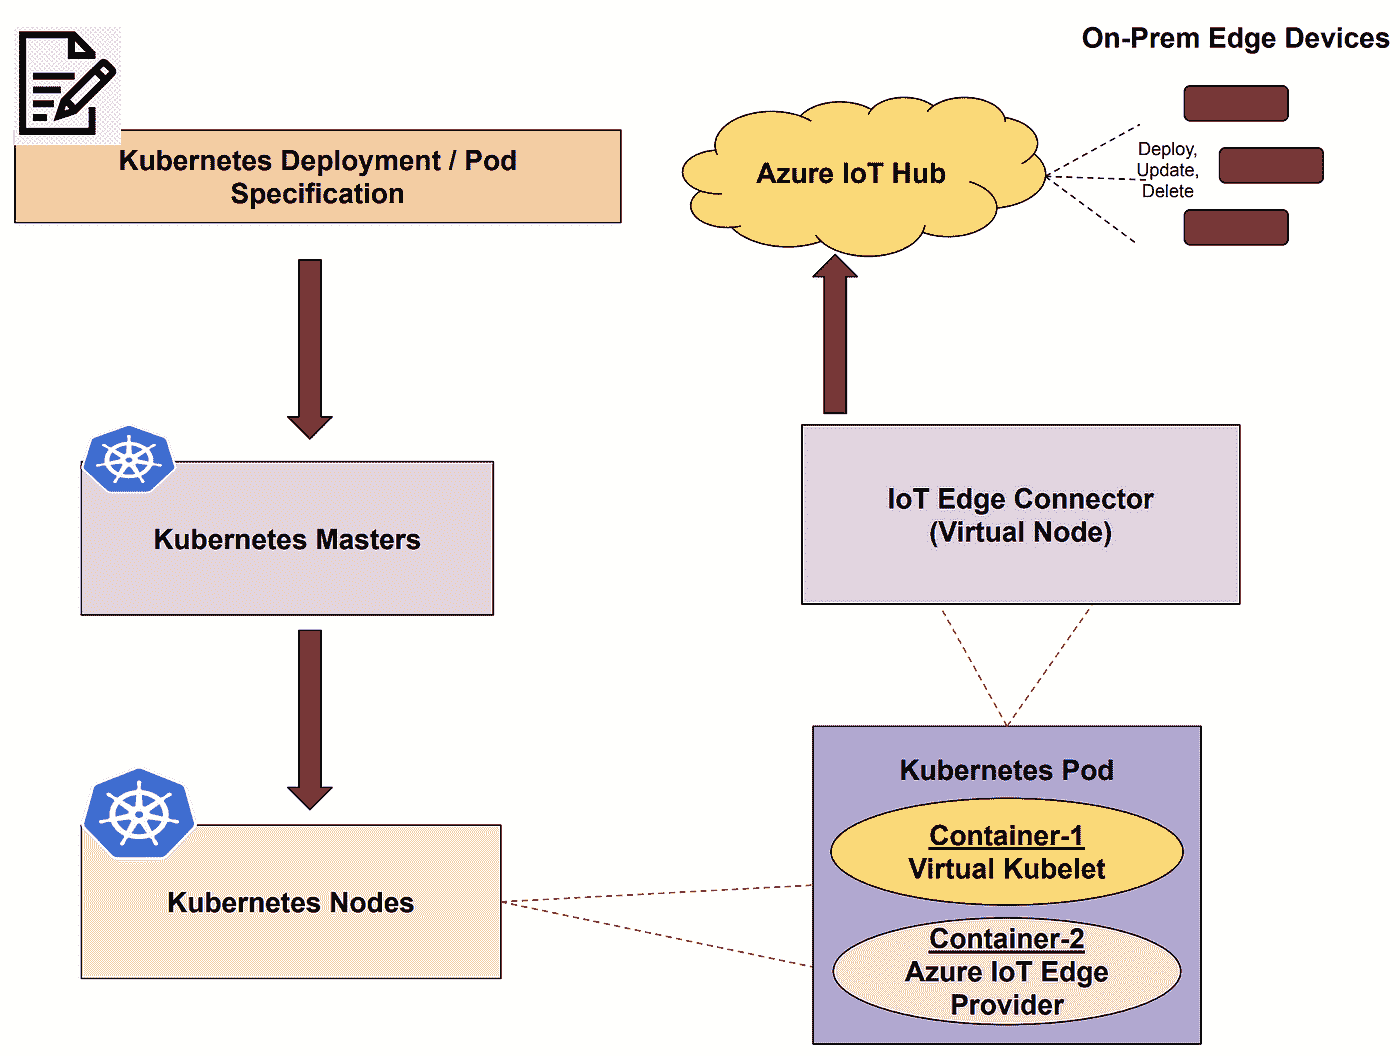 On-Prem Edge Devices
Kubernetes Deployment / Pod
Specification
Azure IoT Hub
Deploy,
Update,
Delete
Kubernetes Masters
IoT Edge Connector
(Virtual Node)
Kubernetes Nodes
Kubernetes Pod
Container-1
Virtual Kubelet
Container-2
Azure IoT Edge
Provider